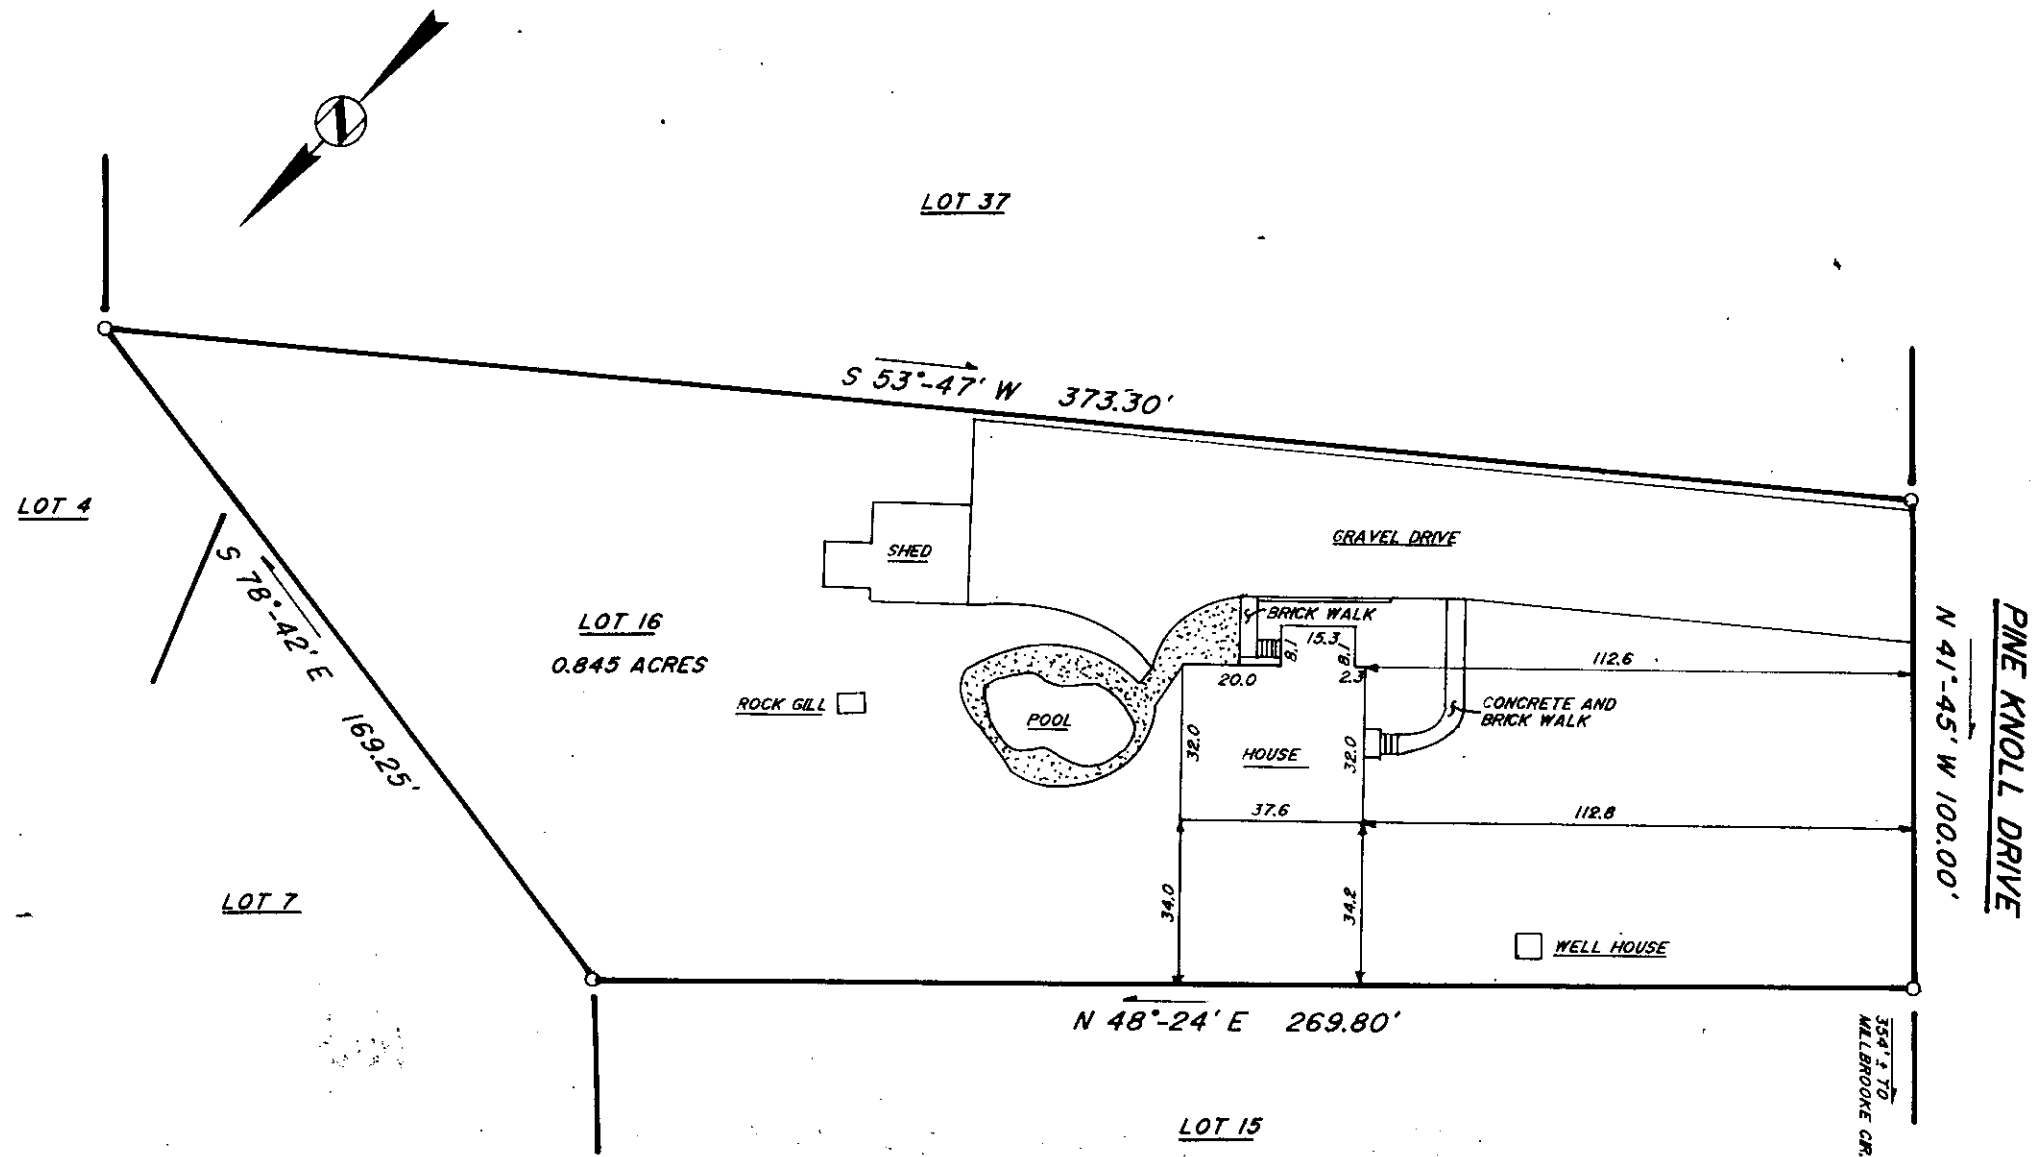 N
LOT 37
S 53°-47' W 373.30'
LOT 4
GRAVEL DRIVE
SHED
S 78°-42' E 169.25'
LOT 16
0.845 ACRES
BRICK WALK
15.3
8.1
8.1
20.0
2.3
112.6
ROCK GILL
POOL
CONCRETE AND
BRICK WALK
32.0
HOUSE
32.0
37.6
112.8
PINE KNOLL DRIVE
N 41°-45' W 100.00'
34.0
34.2
LOT 7
WELL HOUSE
N 48°-24' E 269.80'
354' ± TO
MILLBROOKE CIR.
LOT 15